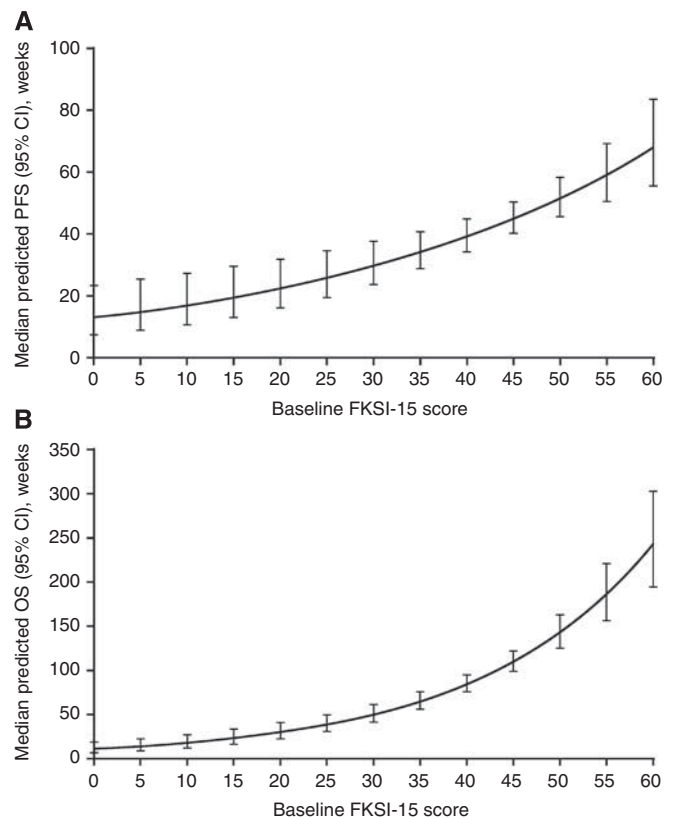 A
Median predicted PFS (95% CI), weeks
100
80
60
40
20
0
0 5 10 15 20 25 30 35 40 45 50 55 60
Baseline FKSI-15 score
B
Median predicted OS (95% CI), weeks
350
300
250
200
150
100
50
0
0 5 10 15 20 25 30 35 40 45 50 55 60
Baseline FKSI-15 score